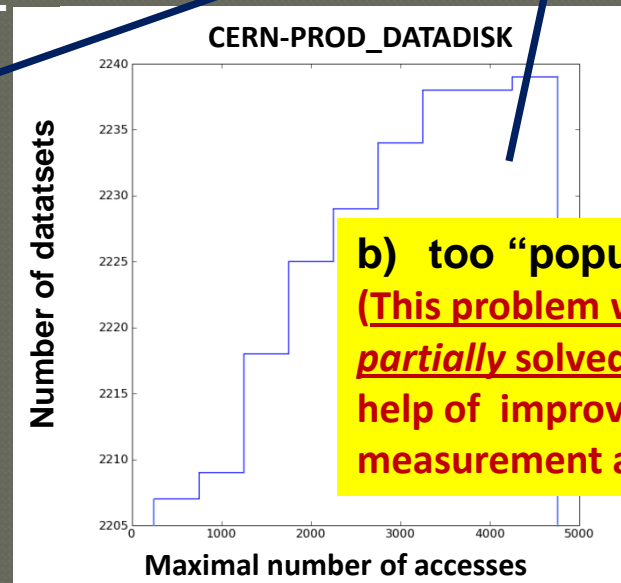 CERN-PROD_DATADISK
Number of datatsets
2240
2235
2230
2225
2220
2215
2210
2205
b) too “popu
(This problem w
partially solved
help of improv
measurement a
0 1000 2000 3000 4000 5000
Maximal number of accesses